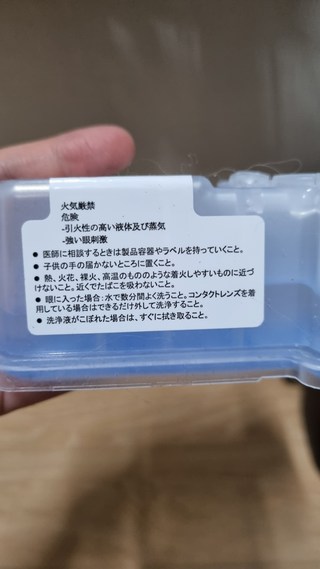 火気厳禁
危険
-引火性の高い液体及び蒸気
-強い眼刺激
● 医師に相談するときは製品容器やラベルを持っていくこと。
● 子供の手の届かないところに置くこと。
● 熱、火花、裸火、高温のもののような着火しやすいものに近づ
けないこと。近くでたばこを吸わないこと。
● 眼に入った場合:水で数分間よく洗うこと。コンタクトレンズを着
用している場合はできるだけ外して洗浄すること。
● 洗浄液がこぼれた場合は、すぐに拭き取ること。